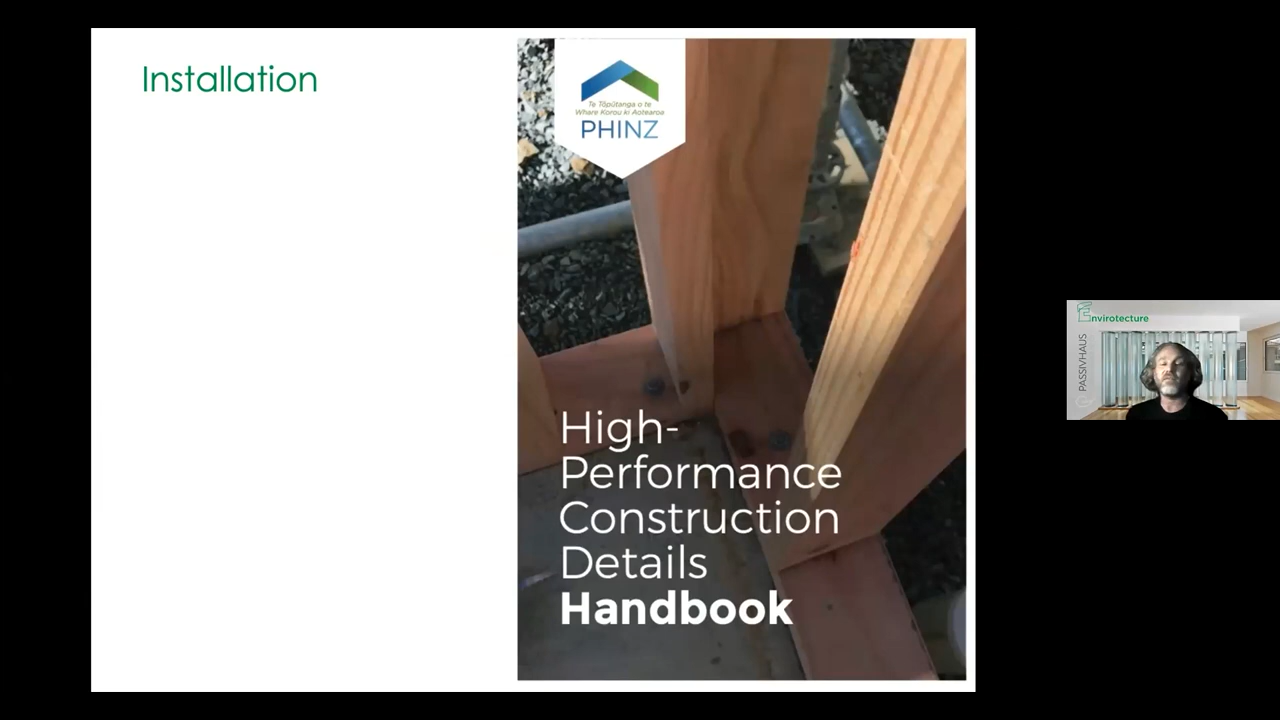 Installation
Te Tōpūtanga o te
Whare Korou ki Aotearoa
PHINZ
High-
Performance
Construction
Details
Handbook
Envirotecture
PASSIVHAUS